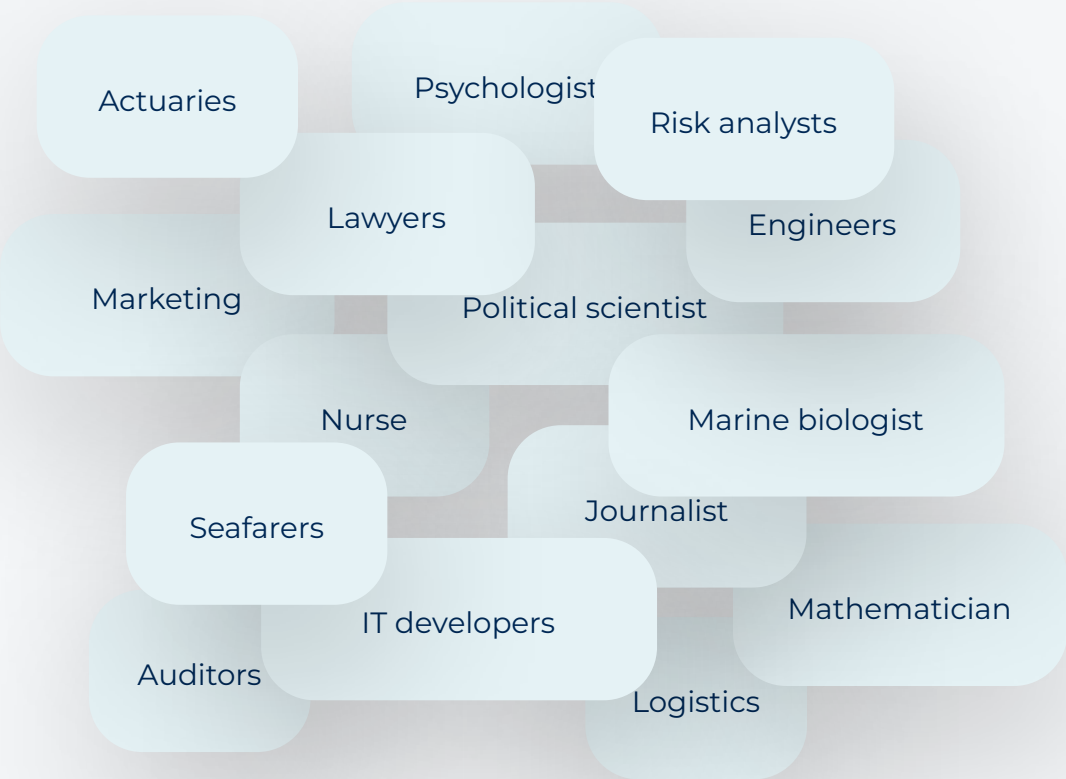 Actuaries
Psychologist
Risk analysts
Lawyers
Engineers
Marketing
Political scientist
Nurse
Marine biologist
Journalist
Seafarers
Mathematician
IT developers
Auditors
Logistics